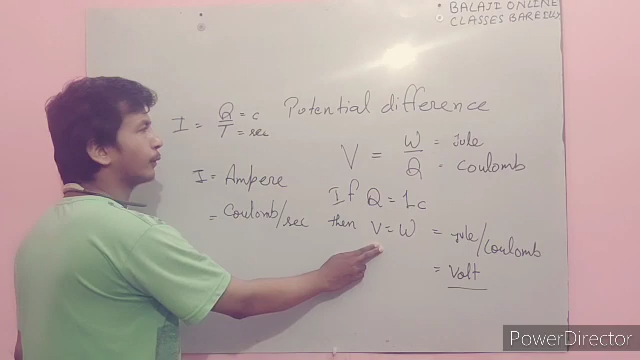 • BALAJI ONLINE
• CLASSES BAREILLY
Potential difference
I = Q/T = c
= sec
I = Ampere
= Coulomb/sec
V = W/Q = jule
= Coulomb
If Q = 1c
then V = W = jule/coulomb
= Volt
PowerDirector